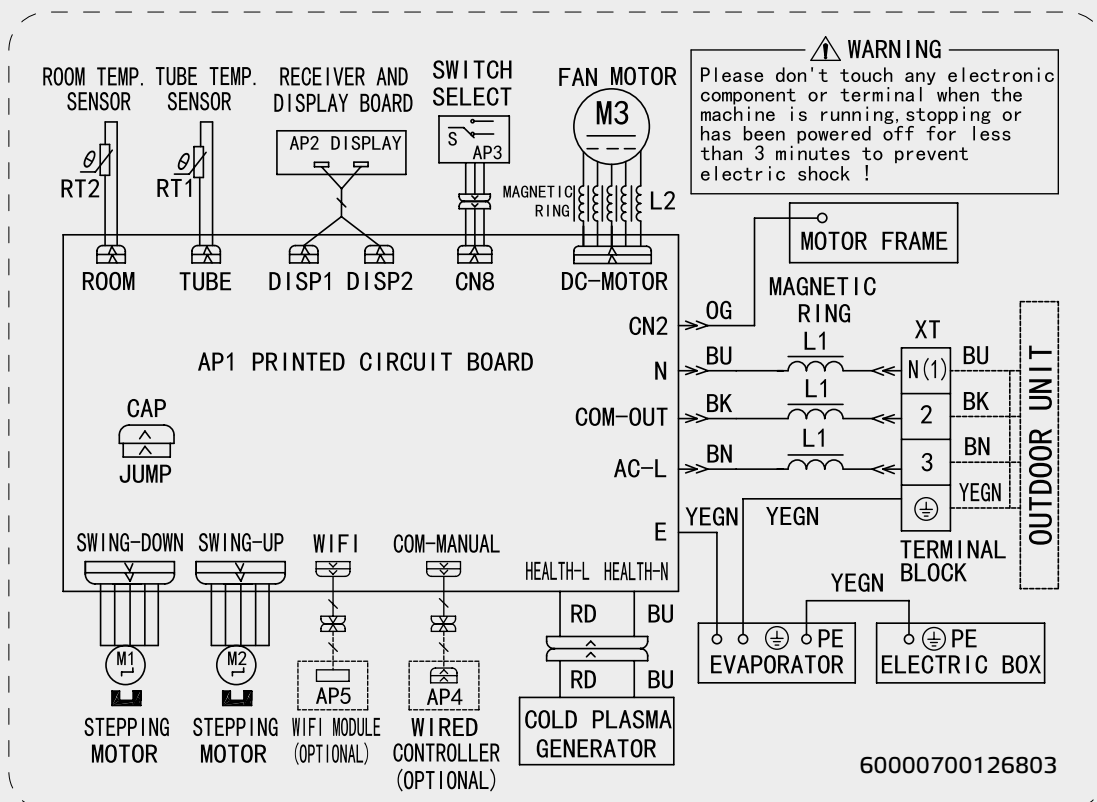 WARNING
Please don't touch any electronic
component or terminal when the
machine is running, stopping or
has been powered off for less
than 3 minutes to prevent
electric shock !
ROOM TEMP.
SENSOR
TUBE TEMP.
SENSOR
RECEIVER AND
DISPLAY BOARD
SWITCH
SELECT
FAN MOTOR
θ
RT2
θ
RT1
AP2 DISPLAY
S
AP3
M3
MAGNETIC
RING
L2
MOTOR FRAME
ROOM
TUBE
DISP1
DISP2
CN8
DC-MOTOR
MAGNETIC
RING
AP1 PRINTED CIRCUIT BOARD
CN2
OG
N
BU
L1
XT
N(1)
BU
COM-OUT
BK
L1
2
BK
AC-L
BN
L1
3
BN
YEGN
OUTDOOR UNIT
CAP
JUMP
E
YEGN
YEGN
TERMINAL
BLOCK
SWING-DOWN
SWING-UP
WIFI
COM-MANUAL
HEALTH-L
HEALTH-N
YEGN
RD
BU
PE
EVAPORATOR
PE
ELECTRIC BOX
M1
M2
AP5
AP4
RD
BU
STEPPING
MOTOR
STEPPING
MOTOR
WIFI MODULE
(OPTIONAL)
WIRED
CONTROLLER
(OPTIONAL)
COLD PLASMA
GENERATOR
60000700126803